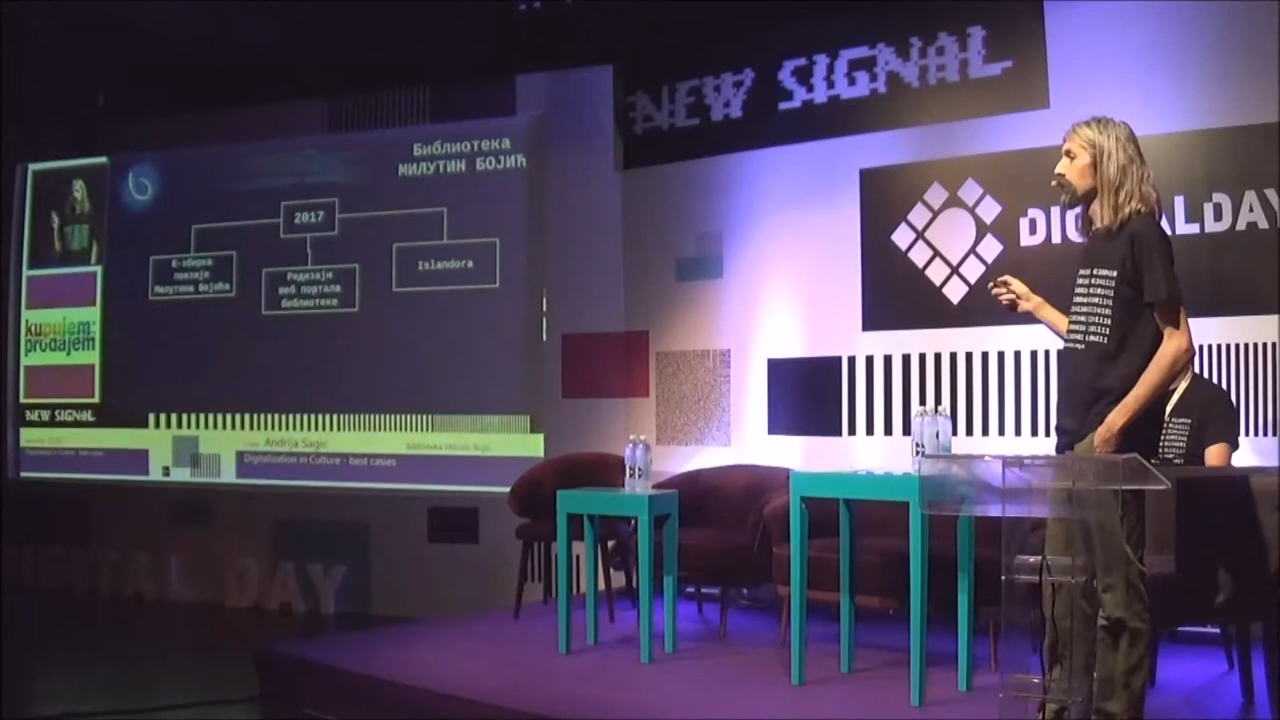 NEW SIGNAL
DIGITALDAY
Библиотека
МИЛУТИН БОЈИЋ
2017
Е-збирка
поезије
Милутина Бојића
Редизајн
веб портала
библиотеке
Islandora
kupujem:
prodajem
NEW SIGNAL
Andrija Sagic
Digitalization in Culture - best casies
DIGITAL DAY